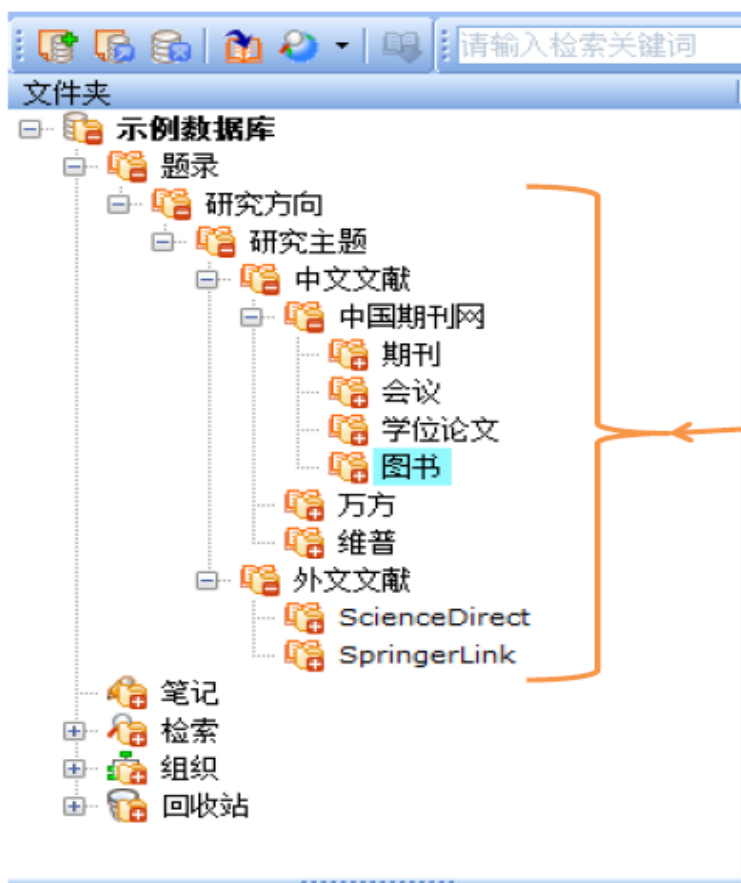 请输入检索关键词
文件夹
示例数据库
题录
研究方向
研究主题
中文文献
中国期刊网
期刊
会议
学位论文
图书
万方
维普
外文文献
ScienceDirect
SpringerLink
笔记
检索
组织
回收站